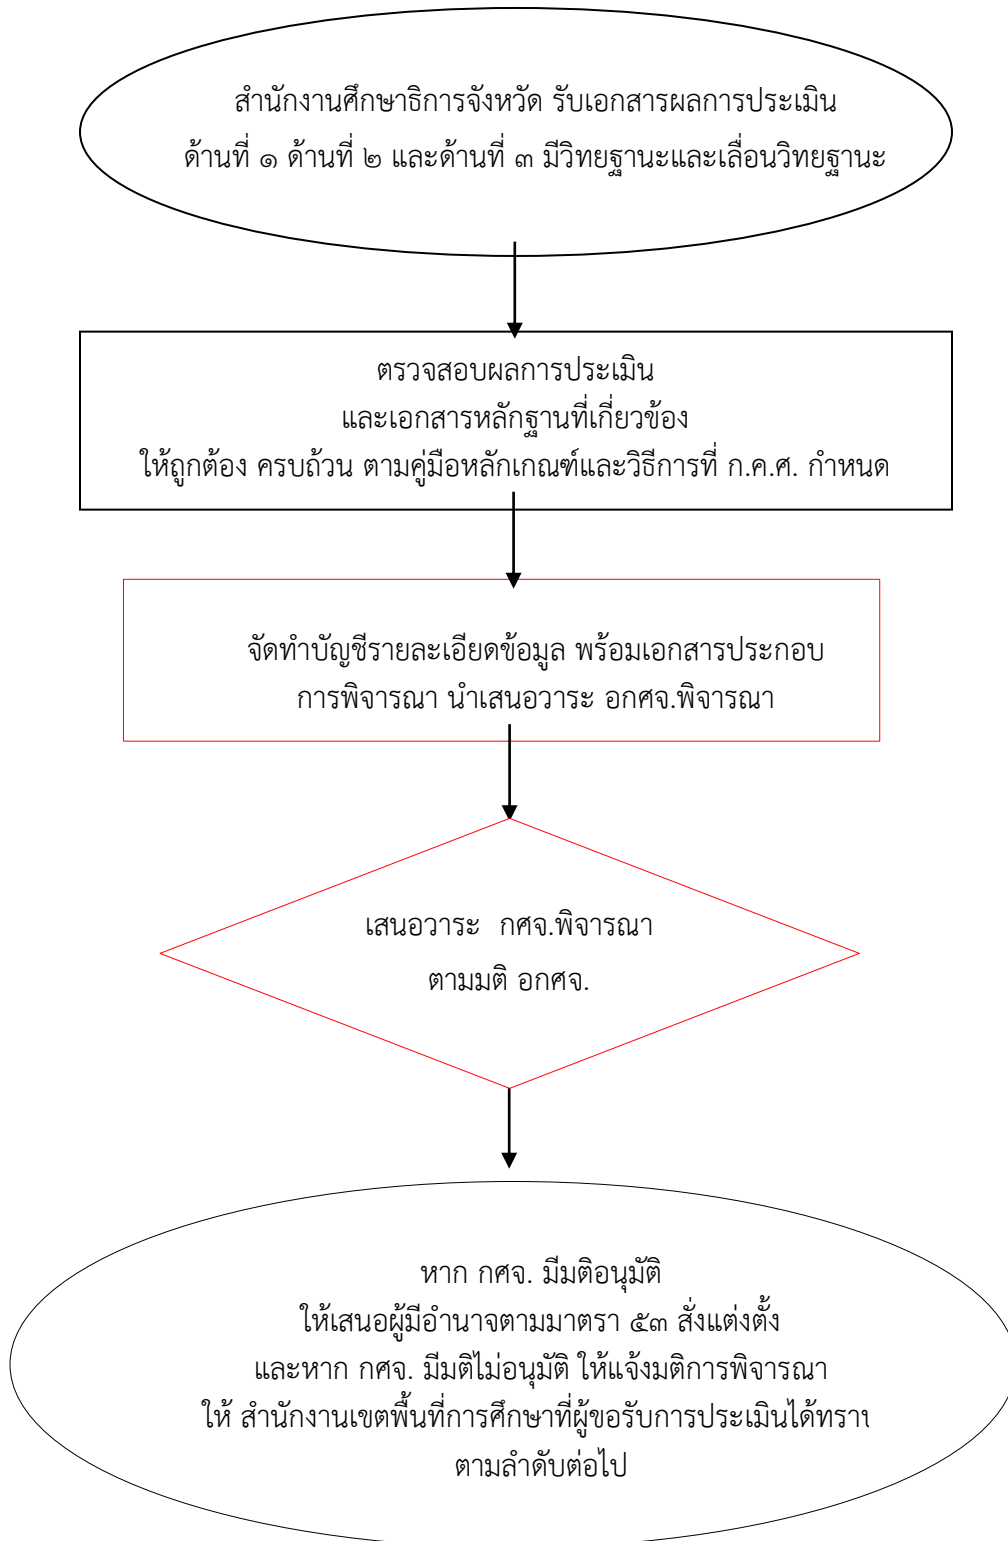 สำนักงานศึกษาธิการจังหวัด รับเอกสารผลการประเมิน
ด้านที่ ๑ ด้านที่ ๒ และด้านที่ ๓ มีวิทยฐานะและเลื่อนวิทยฐานะ
ตรวจสอบผลการประเมิน
และเอกสารหลักฐานที่เกี่ยวข้อง
ให้ถูกต้อง ครบถ้วน ตามคู่มือหลักเกณฑ์และวิธีการที่ ก.ค.ศ. กำหนด
จัดทำบัญชีรายละเอียดข้อมูล พร้อมเอกสารประกอบ
การพิจารณา นำเสนอวาระ อกศจ.พิจารณา
เสนอวาระ กศจ.พิจารณา
ตามมติ อกศจ.
หาก กศจ. มีมติอนุมัติ
ให้เสนอผู้มีอำนาจตามมาตรา ๕๓ สั่งแต่งตั้ง
และหาก กศจ. มีมติไม่อนุมัติ ให้แจ้งมติการพิจารณา
ให้ สำนักงานเขตพื้นที่การศึกษาที่ผู้ขอรับการประเมินได้ทราบ
ตามลำดับต่อไป